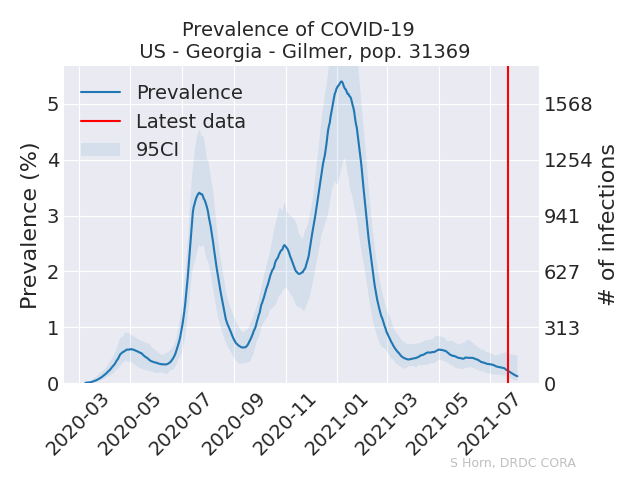 Prevalence of COVID-19
US - Georgia - Gilmer, pop. 31369
Prevalence
Latest data
95CI
Prevalence (%)
5
4
3
2
1
0
1568
1254
941
627
313
0
# of infections
2020-03
2020-05
2020-07
2020-09
2020-11
2021-01
2021-03
2021-05
2021-07
S Horn, DRDC CORA